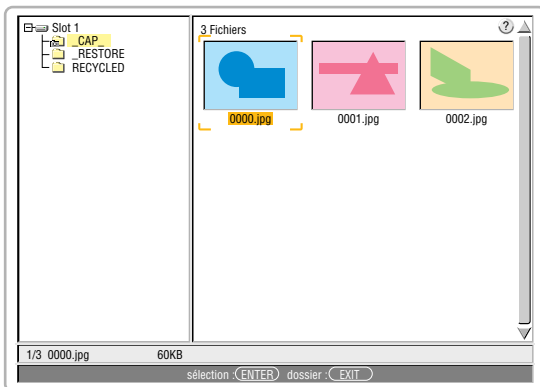 Slot 1
_CAP_
_RESTORE
RECYCLED
3 Fichiers
?
0000.jpg
0001.jpg
0002.jpg
1/3 0000.jpg 60KB
sélection : ENTER dossier : EXIT